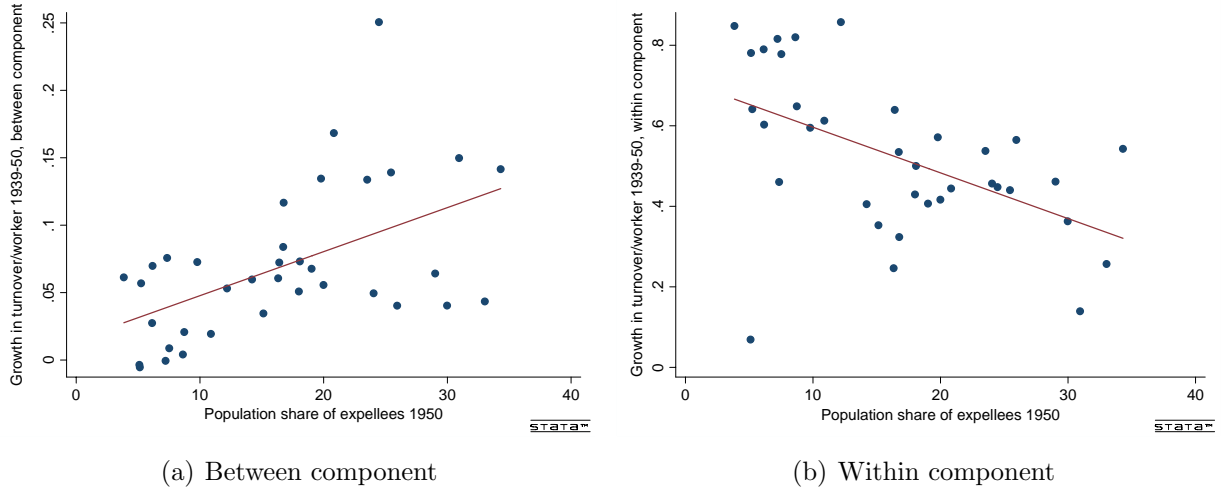 Growth in turnover/worker 1939-50, between component
.25
.2
.15
.1
.05
0
0 10 20 30 40
Population share of expellees 1950
STATA™
(a) Between component
Growth in turnover/worker 1939-50, within component
.8
.6
.4
.2
0
0 10 20 30 40
Population share of expellees 1950
STATA™
(b) Within component